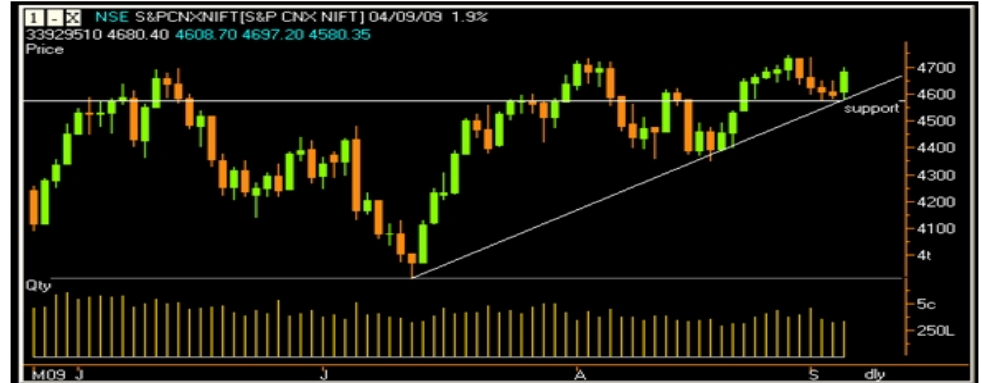 1 - X NSE S&PCNXNIFT[S&P CNX NIFT] 04/09/09 1.9%
33929510 4680.40 4608.70 4697.20 4580.35
Price
4700
4600
support
4500
4400
4300
4200
4100
4t
Qty
5c
250L
M09 J J A S dly